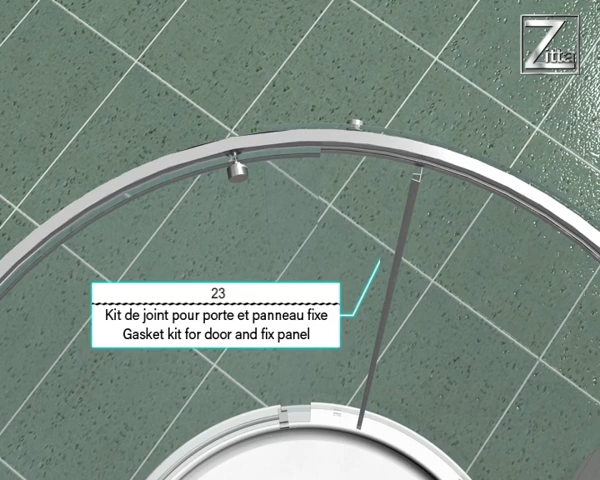 Zitta
23
Kit de joint pour porte et panneau fixe
Gasket kit for door and fix panel